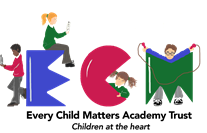 ECM
Every Child Matters Academy Trust
Children at the heart